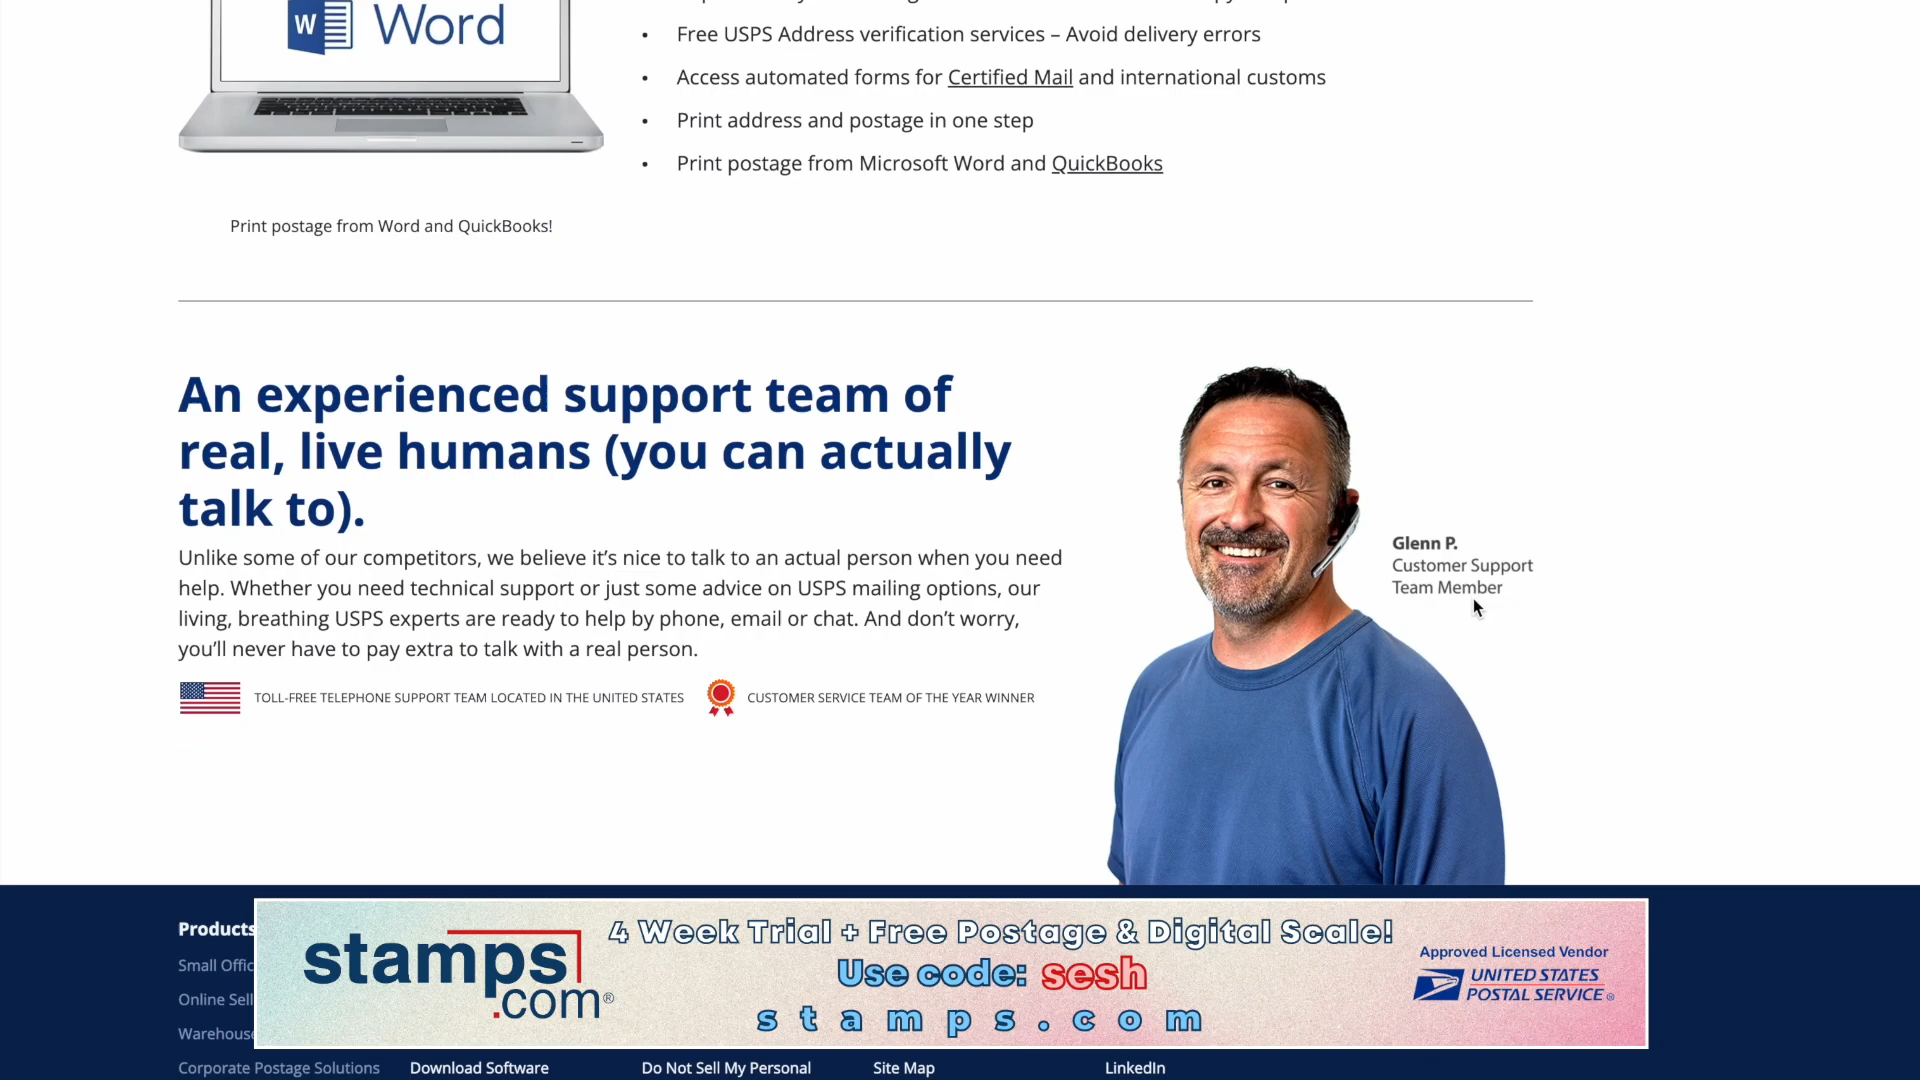 W Word
• Free USPS Address verification services – Avoid delivery errors
• Access automated forms for Certified Mail and international customs
• Print address and postage in one step
• Print postage from Microsoft Word and QuickBooks
Print postage from Word and QuickBooks!
An experienced support team of
real, live humans (you can actually
talk to).
Unlike some of our competitors, we believe it’s nice to talk to an actual person when you need
help. Whether you need technical support or just some advice on USPS mailing options, our
living, breathing USPS experts are ready to help by phone, email or chat. And don’t worry,
you’ll never have to pay extra to talk with a real person.
TOLL-FREE TELEPHONE SUPPORT TEAM LOCATED IN THE UNITED STATES
CUSTOMER SERVICE TEAM OF THE YEAR WINNER
Glenn P.
Customer Support
Team Member
Products
Small Offic
Online Sell
Warehouse
stamps
.com®
4 Week Trial + Free Postage & Digital Scale!
Use code: sesh
stamps.com
Approved Licensed Vendor
UNITED STATES
POSTAL SERVICE ®
Corporate Postage Solutions
Download Software
Do Not Sell My Personal
Site Map
LinkedIn